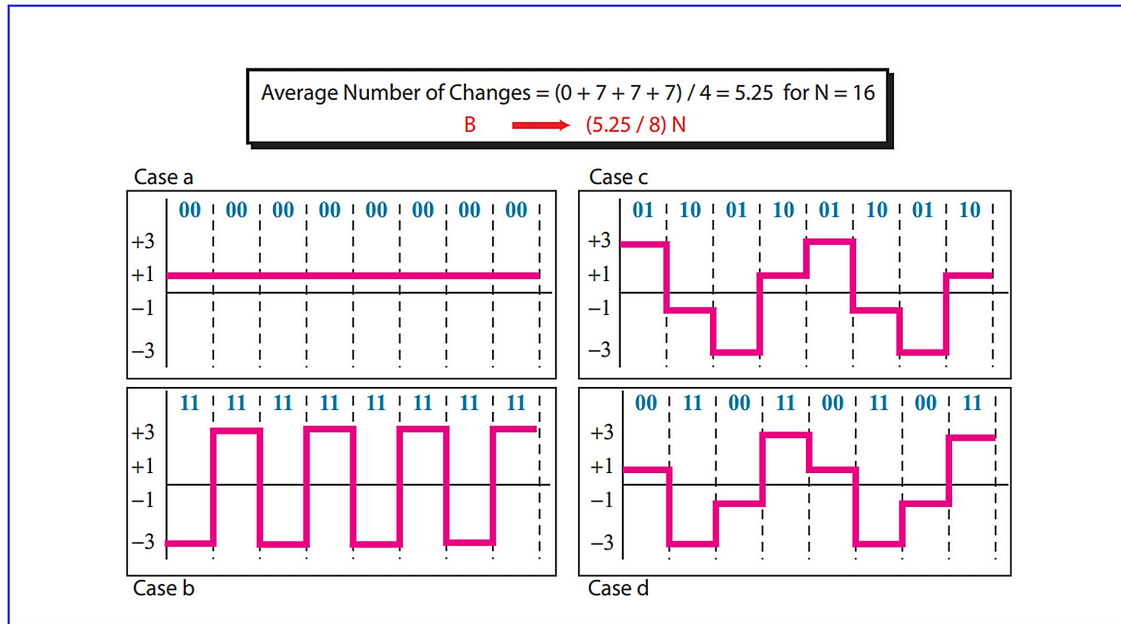 Average Number of Changes = (0 + 7 + 7 + 7) / 4 = 5.25 for N = 16
B (5.25 / 8) N
Case a
00 00 00 00 00 00 00 00
+3
+1
−1
−3
Case c
01 10 01 10 01 10 01 10
+3
+1
−1
−3
11 11 11 11 11 11 11 11
+3
+1
−1
−3
Case b
00 11 00 11 00 11 00 11
+3
+1
−1
−3
Case d